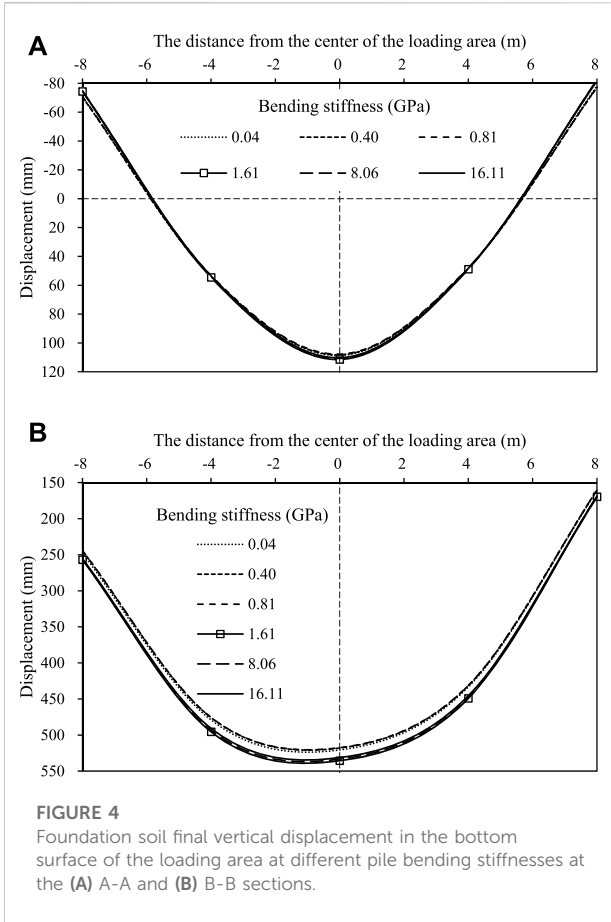 A
The distance from the center of the loading area (m)
-8 -6 -4 -2 0 2 4 6 8
Displacement (mm)
-80
-60
-40
-20
0
20
40
60
80
100
120
Bending stiffness (GPa)
0.04 0.40 0.81
1.61 8.06 16.11
B
The distance from the center of the loading area (m)
-8 -6 -4 -2 0 2 4 6 8
Displacement (mm)
150
200
250
300
350
400
450
500
550
Bending stiffness (GPa)
0.04
0.40
0.81
1.61
8.06
16.11
FIGURE 4
Foundation soil final vertical displacement in the bottom
surface of the loading area at different pile bending stiffnesses at
the (A) A-A and (B) B-B sections.